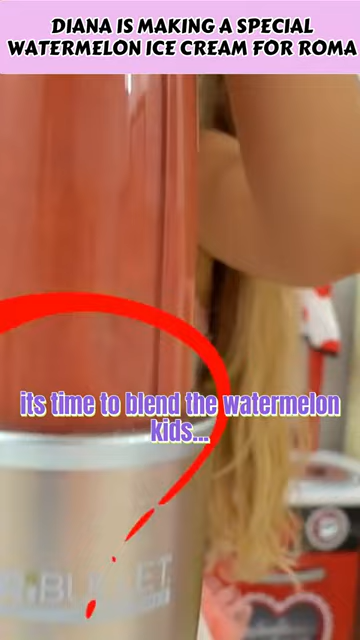 DIANA IS MAKING A SPECIAL
WATERMELON ICE CREAM FOR ROMA
its time to blend the watermelon
kids...